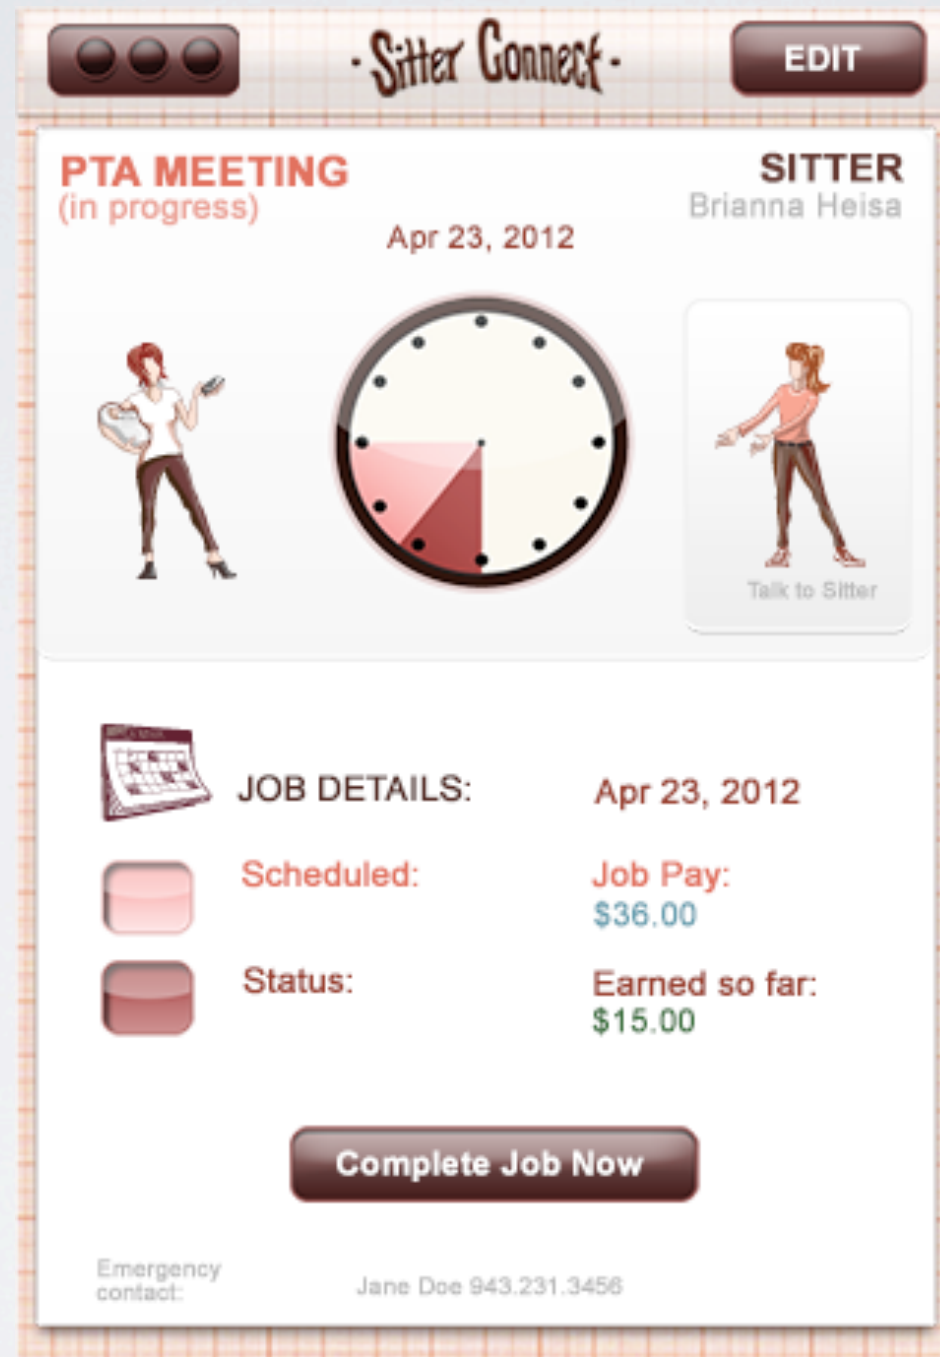 · Sitter Connect ·
EDIT
PTA MEETING
(in progress)
SITTER
Brianna Heisa
Apr 23, 2012
Talk to Sitter
JOB DETAILS:
Apr 23, 2012
Scheduled:
Job Pay:
$36.00
Status:
Earned so far:
$15.00
Complete Job Now
Emergency
contact:
Jane Doe 943.231.3456